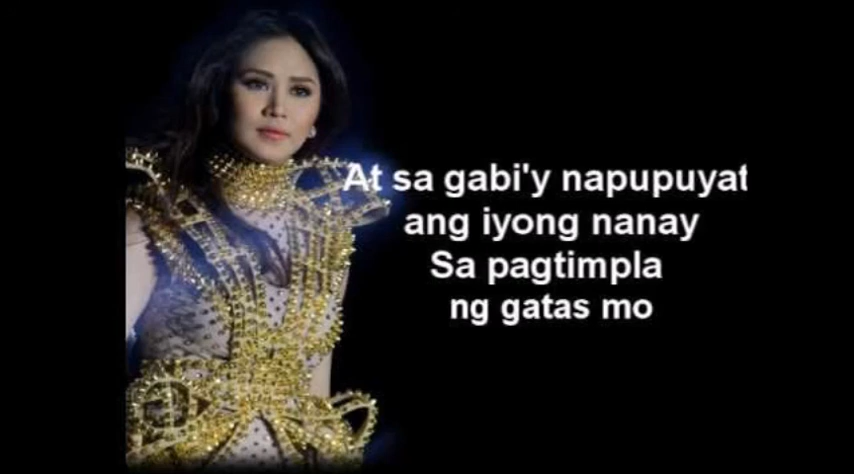 At sa gabi'y napupuyat
ang iyong nanay
Sa pagtimpla
ng gatas mo